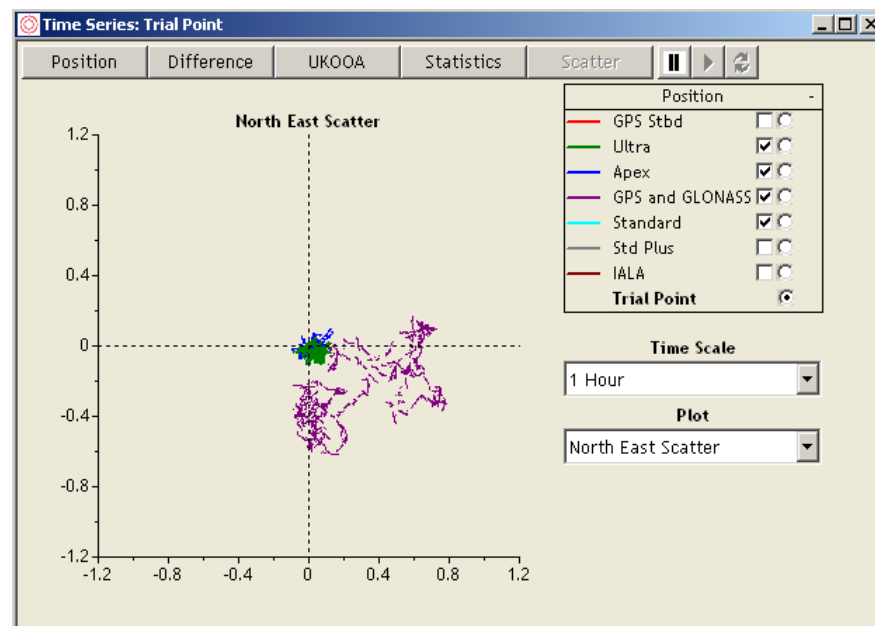 Time Series: Trial Point
Position Difference UKOOA Statistics Scatter
Position -
GPS Stbd
Ultra
Apex
GPS and GLONASS
Standard
Std Plus
IALA
Trial Point
North East Scatter
1.2
0.8
0.4
0
-0.4
-0.8
-1.2
-1.2 -0.8 -0.4 0 0.4 0.8 1.2
Time Scale
1 Hour
Plot
North East Scatter